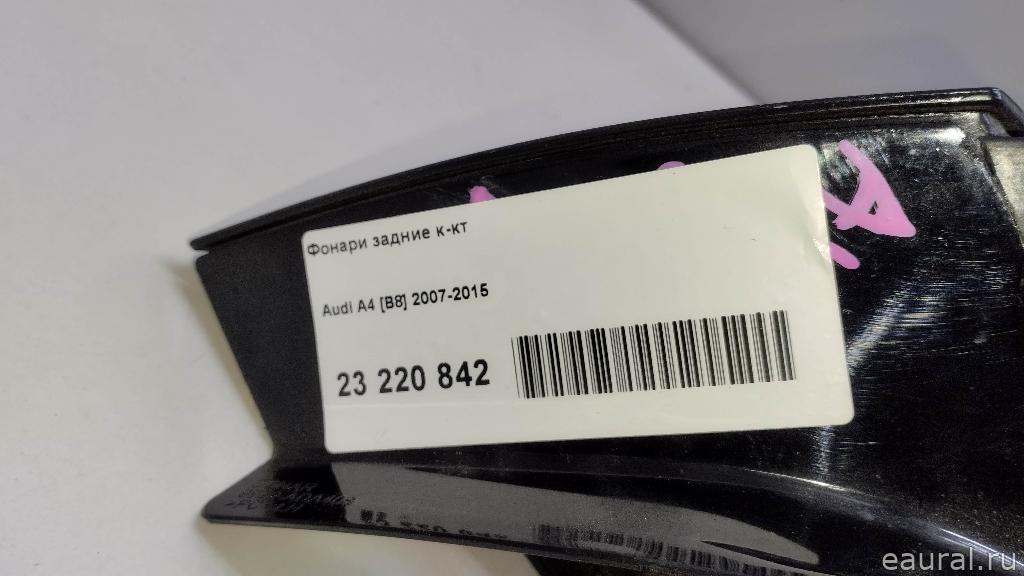 Фонари задние к-кт
Audi A4 [B8] 2007-2015
23 220 842
eaural.ru